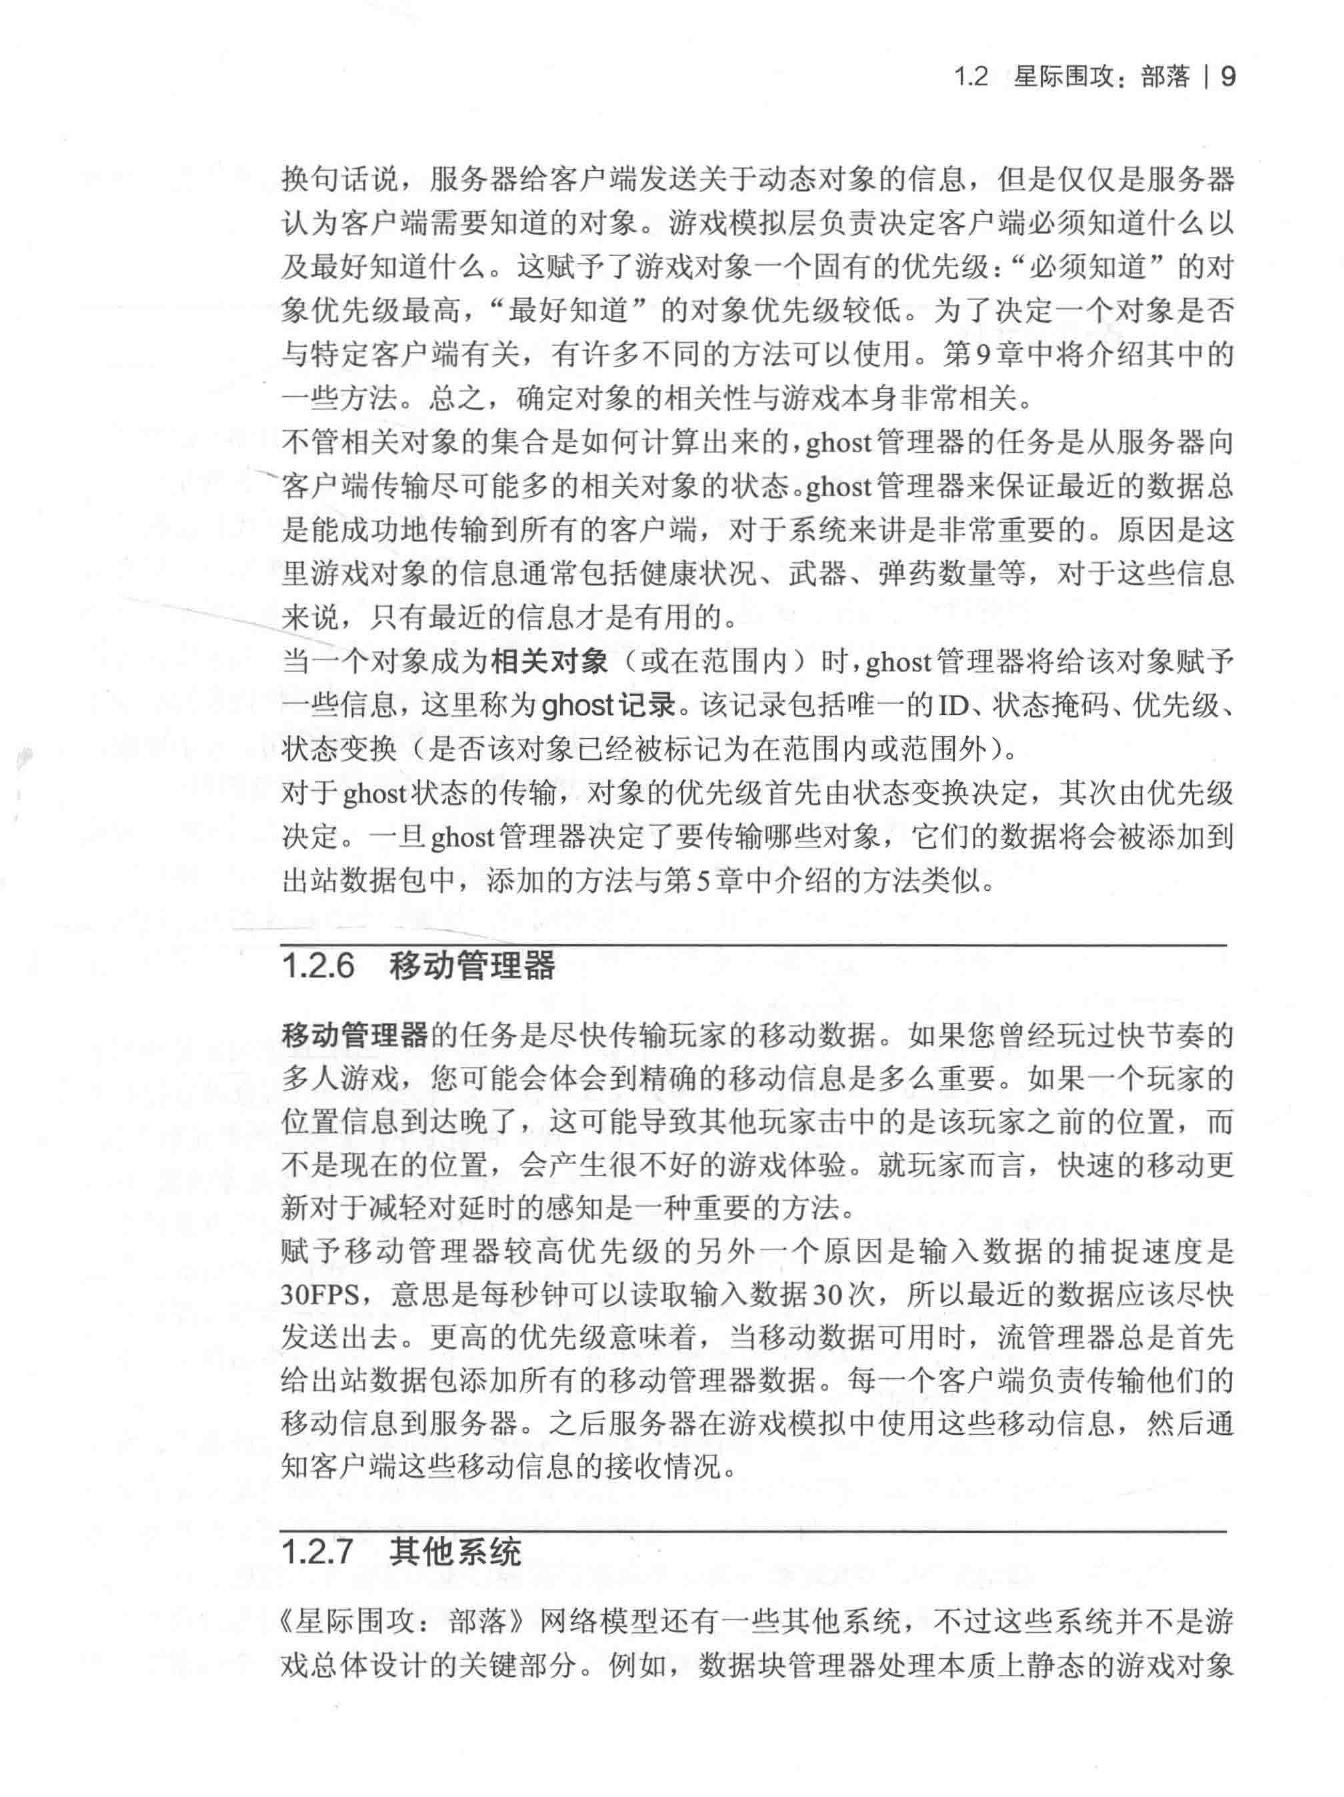 1.2 星际围攻：部落 | 9
换句话说，服务器给客户端发送关于动态对象的信息，但是仅仅是服务器
认为客户端需要知道的对象。游戏模拟层负责决定客户端必须知道什么以
及最好知道什么。这赋予了游戏对象一个固有的优先级：“必须知道”的对
象优先级最高，“最好知道”的对象优先级较低。为了决定一个对象是否
与特定客户端有关，有许多不同的方法可以使用。第9章中将介绍其中的
一些方法。总之，确定对象的相关性与游戏本身非常相关。
不管相关对象的集合是如何计算出来的，ghost管理器的任务是从服务器向
客户端传输尽可能多的相关对象的状态。ghost管理器来保证最近的数据总
是能成功地传输到所有的客户端，对于系统来讲是非常重要的。原因是这
里游戏对象的信息通常包括健康状况、武器、弹药数量等，对于这些信息
来说，只有最近的信息才是有用的。
当一个对象成为相关对象（或在范围内）时，ghost管理器将给该对象赋予
一些信息，这里称为ghost记录。该记录包括唯一的ID、状态掩码、优先级、
状态变换（是否该对象已经被标记为在范围内或范围外）。
对于ghost状态的传输，对象的优先级首先由状态变换决定，其次由优先级
决定。一旦ghost管理器决定了要传输哪些对象，它们的数据将会被添加到
出站数据包中，添加的方法与第5章中介绍的方法类似。
1.2.6 移动管理器
移动管理器的任务是尽快传输玩家的移动数据。如果您曾经玩过快节奏的
多人游戏，您可能会体会到精确的移动信息是多么重要。如果一个玩家的
位置信息到达晚了，这可能导致其他玩家击中的是该玩家之前的位置，而
不是现在的位置，会产生很不好的游戏体验。就玩家而言，快速的移动更
新对于减轻对延时的感知是一种重要的方法。
赋予移动管理器较高优先级的另外一个原因是输入数据的捕捉速度是
30FPS，意思是每秒钟可以读取输入数据30次，所以最近的数据应该尽快
发送出去。更高的优先级意味着，当移动数据可用时，流管理器总是首先
给出站数据包添加所有的移动管理器数据。每一个客户端负责传输他们的
移动信息到服务器。之后服务器在游戏模拟中使用这些移动信息，然后通
知客户端这些移动信息的接收情况。
1.2.7 其他系统
《星际围攻：部落》网络模型还有一些其他系统，不过这些系统并不是游
戏总体设计的关键部分。例如，数据块管理器处理本质上静态的游戏对象